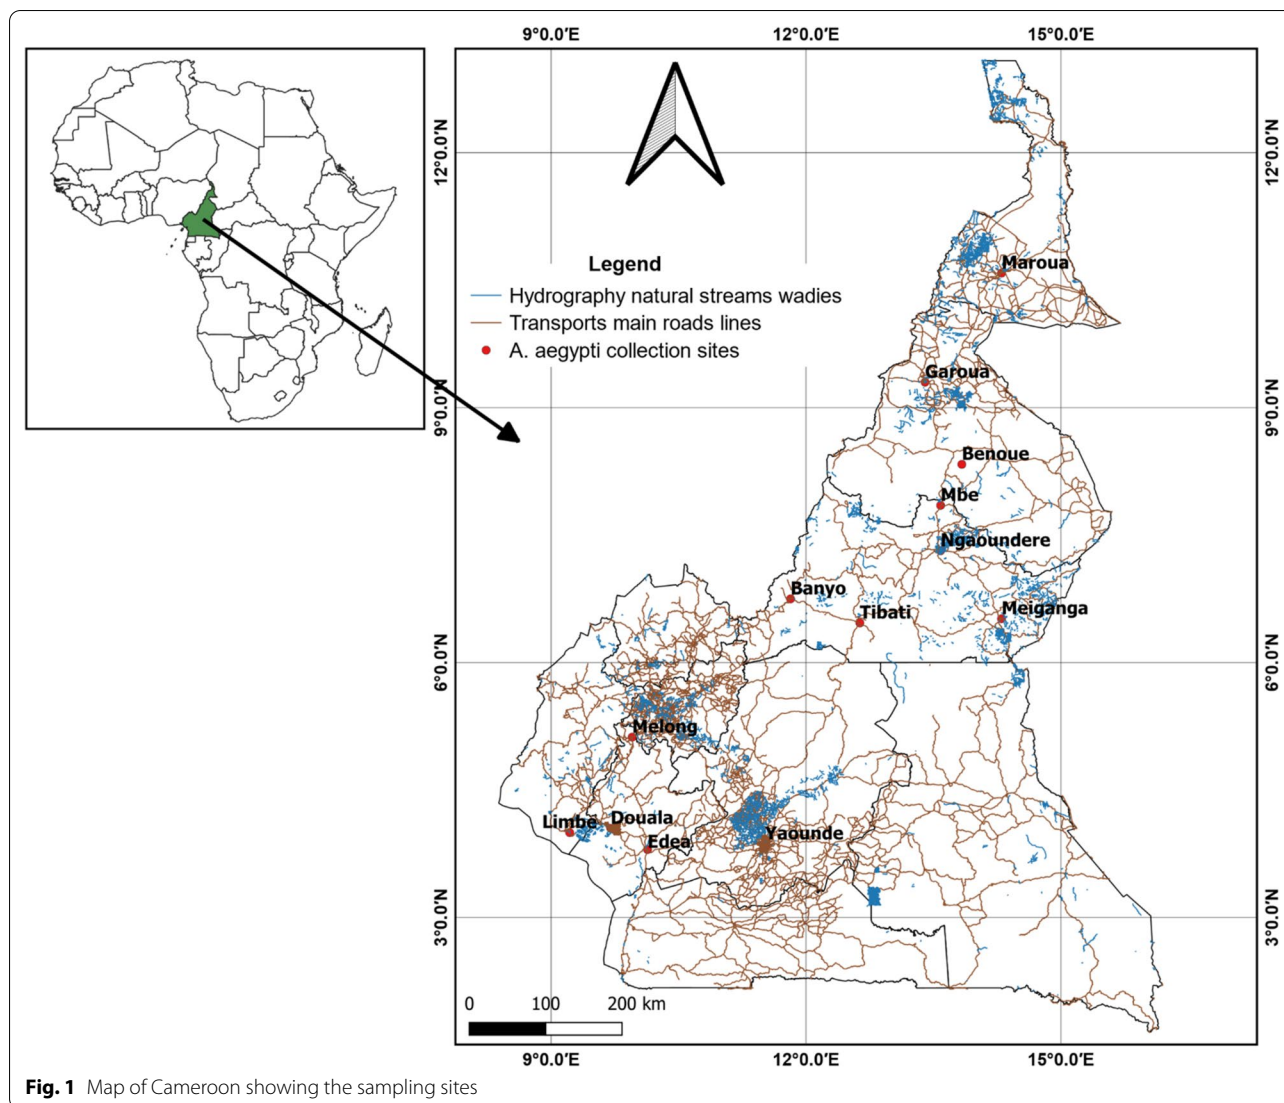 9°0.0′E 12°0.0′E 15°0.0′E
12°0.0′N 12°0.0′N
Maroua
Legend
Hydrography natural streams wadies
Transports main roads lines
A. aegypti collection sites
Garoua
9°0.0′N 9°0.0′N
Benoue
Mbe
Ngaoundere
Banyo
Tibati
Meiganga
6°0.0′N 6°0.0′N
Melong
Limbe
Douala
Yaounde
Edea
3°0.0′N 3°0.0′N
0 100 200 km
9°0.0′E 12°0.0′E 15°0.0′E
Fig. 1 Map of Cameroon showing the sampling sites